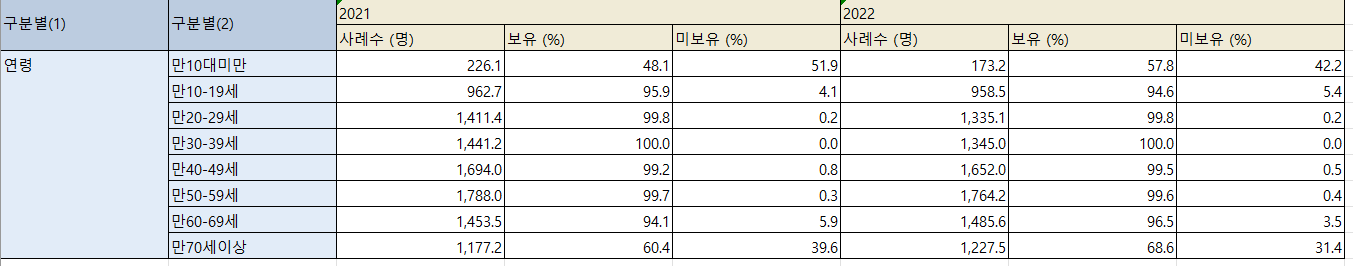 구분별(1) 구분별(2) 2021 2022
사례수 (명) 보유 (%) 미보유 (%) 사례수 (명) 보유 (%) 미보유 (%)
연령 만10대미만 226.1 48.1 51.9 173.2 57.8 42.2
만10-19세 962.7 95.9 4.1 958.5 94.6 5.4
만20-29세 1,411.4 99.8 0.2 1,335.1 99.8 0.2
만30-39세 1,441.2 100.0 0.0 1,345.0 100.0 0.0
만40-49세 1,694.0 99.2 0.8 1,652.0 99.5 0.5
만50-59세 1,788.0 99.7 0.3 1,764.2 99.6 0.4
만60-69세 1,453.5 94.1 5.9 1,485.6 96.5 3.5
만70세이상 1,177.2 60.4 39.6 1,227.5 68.6 31.4